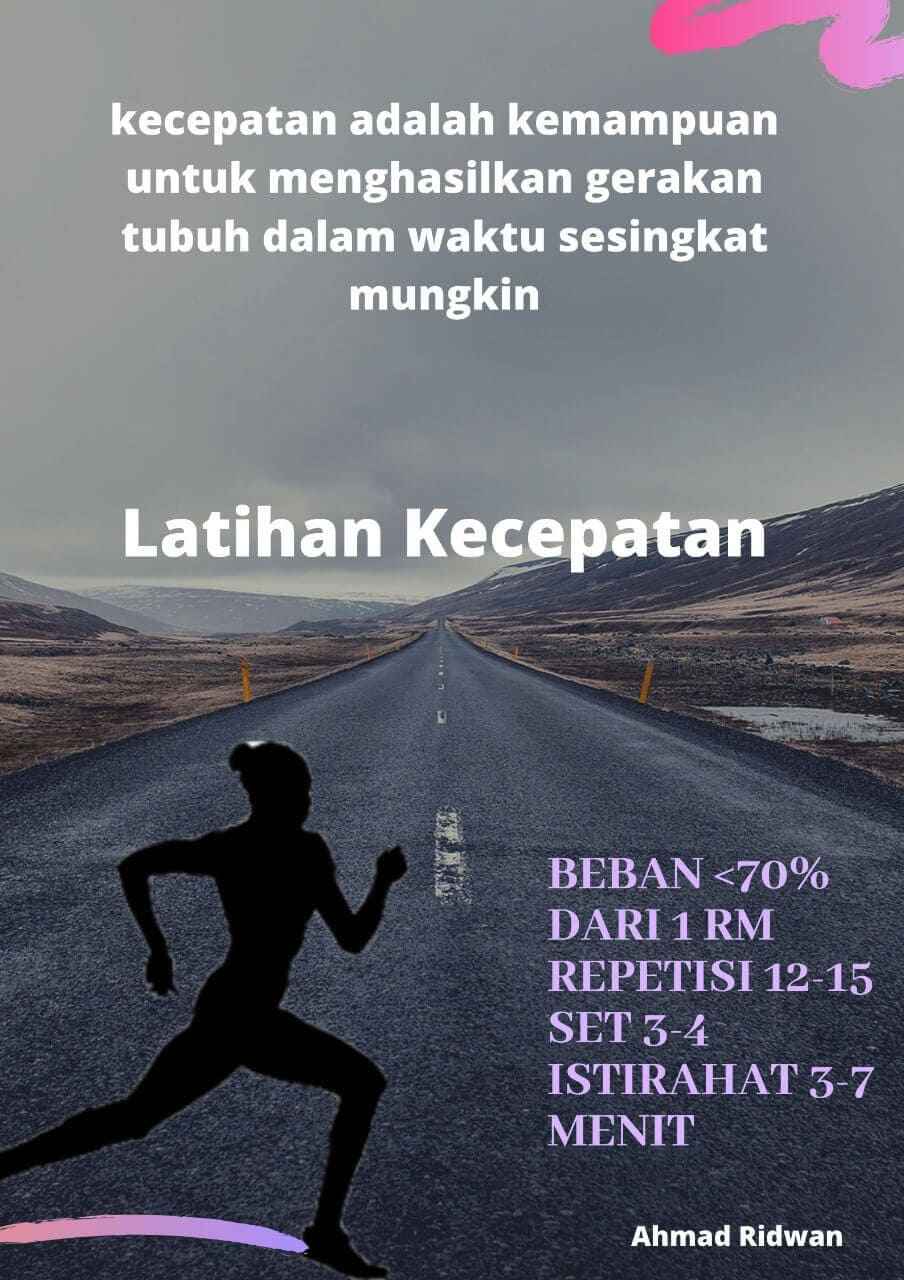 kecepatan adalah kemampuan
untuk menghasilkan gerakan
tubuh dalam waktu sesingkat
mungkin
Latihan Kecepatan
BEBAN <70%
DARI 1 RM
REPETISI 12-15
SET 3-4
ISTIRAHAT 3-7
MENIT
Ahmad Ridwan